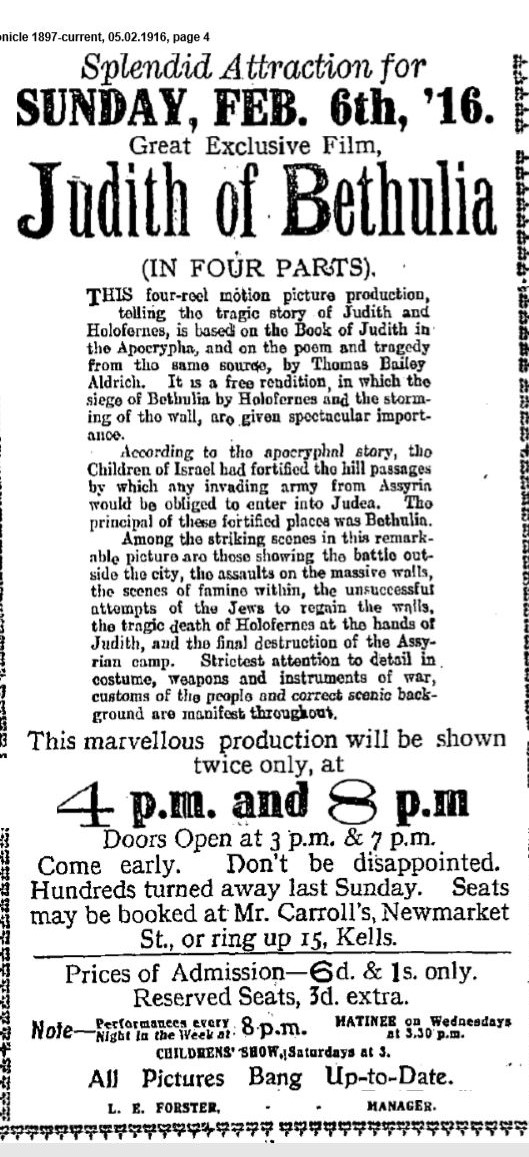 onicle 1897-current, 05.02.1916, page 4
Splendid Attraction for
SUNDAY, FEB. 6th, '16.
Great Exclusive Film,
Judith of Bethulia
(IN FOUR PARTS).
THIS four-reel motion picture production,
telling the tragic story of Judith and
Holofernes, is based on the Book of Judith in
the Apocrypha, and on the poem and tragedy
from the same source, by Thomas Bailey
Aldrich. It is a free rendition, in which the
siege of Bethulia by Holofernes and the storm-
ing of the wall, are given spectacular import-
ance.
According to the apocryphal story, the
Children of Israel had fortified the hill passages
by which any invading army from Assyria
would be obliged to enter into Judea. The
principal of these fortified places was Bethulia.
Among the striking scenes in this remark-
able picture are those showing the battle out-
side the city, the assaults on the massive walls,
the scenes of famine within, the unsuccessful
attempts of the Jews to regain the walls,
the tragic death of Holofernes at the hands of
Judith, and the final destruction of the Assy-
rian camp. Strictest attention to detail in
costume, weapons and instruments of war,
customs of the people and correct scenic back-
ground are manifest throughout.
This marvellous production will be shown
twice only, at
4 p.m. and 8 p.m
Doors Open at 3 p.m. & 7 p.m.
Come early. Don't be disappointed.
Hundreds turned away last Sunday. Seats
may be booked at Mr. Carroll's, Newmarket
St., or ring up 15, Kells.
Prices of Admission—6d. & 1s. only.
Reserved Seats, 3d. extra.
Note—Performances every Night in the Week at 8 p.m. MATINEE on Wednesdays at 3.30 p.m.
CHILDRENS' SHOW, Saturdays at 3.
All Pictures Bang Up-to-Date.
L. E. FORSTER, - - MANAGER.